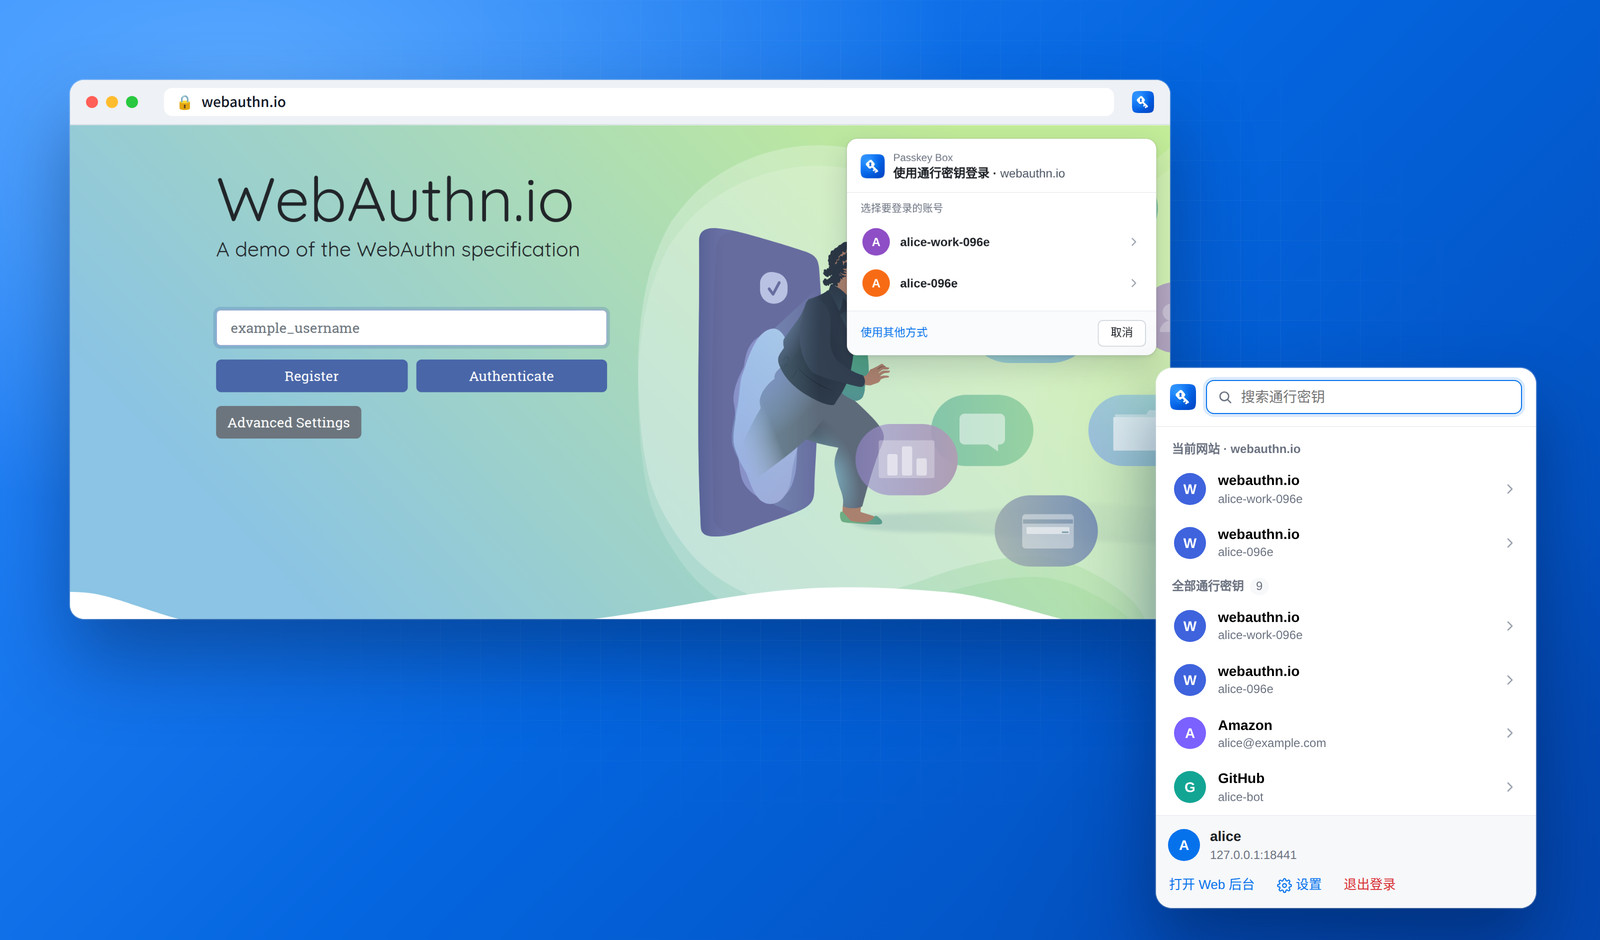 webauthn.io
WebAuthn.io
A demo of the WebAuthn specification
example_username
Register
Authenticate
Advanced Settings
Passkey Box
使用通行密钥登录 · webauthn.io
选择要登录的账号
A
alice-work-096e
A
alice-096e
使用其他方式
取消
搜索通行密钥
当前网站 · webauthn.io
W
webauthn.io
alice-work-096e
W
webauthn.io
alice-096e
全部通行密钥 9
W
webauthn.io
alice-work-096e
W
webauthn.io
alice-096e
A
Amazon
alice@example.com
G
GitHub
alice-bot
A
alice
127.0.0.1:18441
打开 Web 后台
设置
退出登录